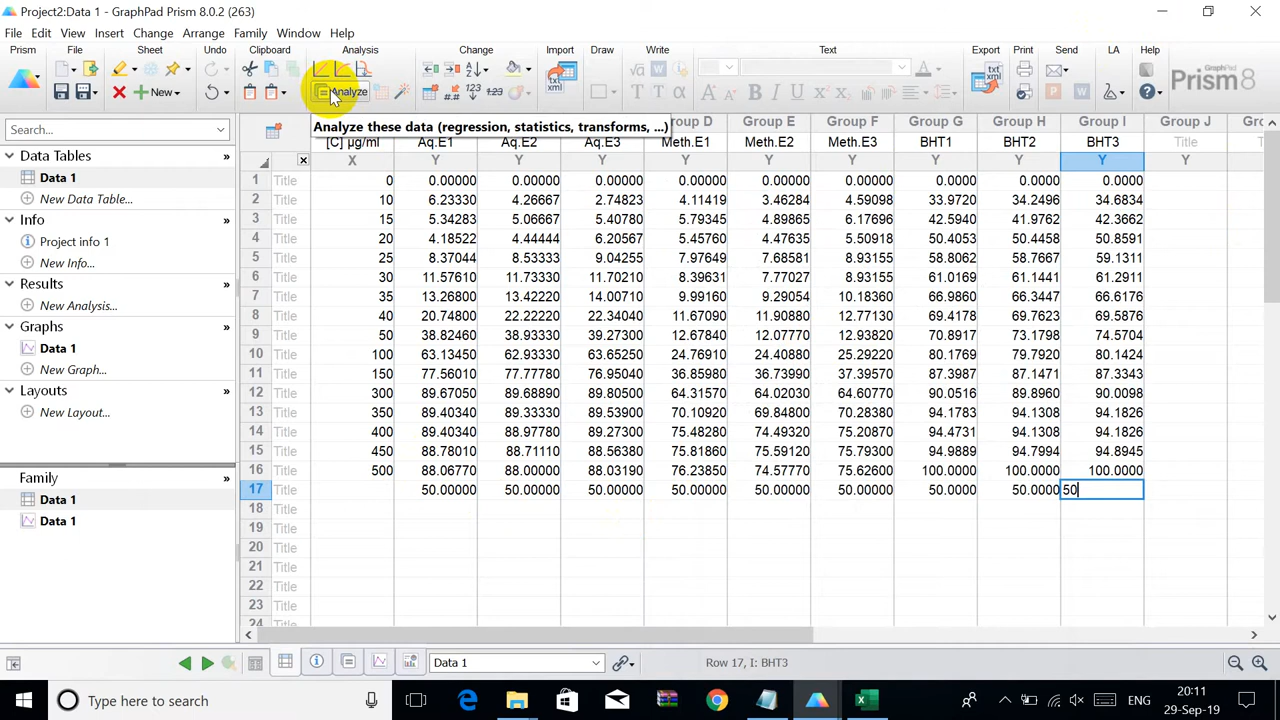 Project2:Data 1 - GraphPad Prism 8.0.2 (263)
File Edit View Insert Change Arrange Family Window Help
Prism File Sheet Undo Clipboard Analysis Change Import Draw Write Text Export Print Send LA Help
New Analyze
Prism 8
Search...
Data Tables
Data 1
New Data Table...
Info
Project info 1
New Info...
Results
New Analysis...
Graphs
Data 1
New Graph...
Layouts
New Layout...
Family
Data 1
Data 1
Analyze these data (regression, statistics, transforms, ...)
Group D Group E Group F Group G Group H Group I Group J
[C] µg/ml Aq.E1 Aq.E2 Aq.E3 Meth.E1 Meth.E2 Meth.E3 BHT1 BHT2 BHT3 Title
X Y Y Y Y Y Y Y Y Y Y
1 Title 0 0.00000 0.00000 0.00000 0.00000 0.00000 0.00000 0.0000 0.0000 0.0000
2 Title 10 6.23330 4.26667 2.74823 4.11419 3.46284 4.59098 33.9720 34.2496 34.6834
3 Title 15 5.34283 5.06667 5.40780 5.79345 4.89865 6.17696 42.5940 41.9762 42.3662
4 Title 20 4.18522 4.44444 6.20567 5.45760 4.47635 5.50918 50.4053 50.4458 50.8591
5 Title 25 8.37044 8.53333 9.04255 7.97649 7.68581 8.93155 58.8062 58.7667 59.1311
6 Title 30 11.57610 11.73330 11.70210 8.39631 7.77027 8.93155 61.0169 61.1441 61.2911
7 Title 35 13.26800 13.42220 14.00710 9.99160 9.29054 10.18360 66.9860 66.3447 66.6176
8 Title 40 20.74800 22.22220 22.34040 11.67090 11.90880 12.77130 69.4178 69.7623 69.5876
9 Title 50 38.82460 38.93330 39.27300 12.67840 12.07770 12.93820 70.8917 73.1798 74.5704
10 Title 100 63.13450 62.93330 63.65250 24.76910 24.40880 25.29220 80.1769 79.7920 80.1424
11 Title 150 77.56010 77.77780 76.95040 36.85980 36.73990 37.39570 87.3987 87.1471 87.3343
12 Title 300 89.67050 89.68890 89.80500 64.31570 64.02030 64.60770 90.0516 89.8960 90.0098
13 Title 350 89.40340 89.33330 89.53900 70.10920 69.84800 70.28380 94.1783 94.1308 94.1826
14 Title 400 89.40340 88.97780 89.27300 75.48280 74.49320 75.20870 94.4731 94.1308 94.1826
15 Title 450 88.78010 88.71110 88.56380 75.81860 75.59120 75.79300 94.9889 94.7994 94.8945
16 Title 500 88.06770 88.00000 88.03190 76.23850 74.57770 75.62600 100.0000 100.0000 100.0000
17 Title 50.00000 50.00000 50.00000 50.00000 50.00000 50.00000 50.0000 50.0000 50
18 Title
19 Title
20 Title
21 Title
22 Title
23 Title
24
Data 1
Row 17, I: BHT3
Type here to search
ENG
20:11
29-Sep-19